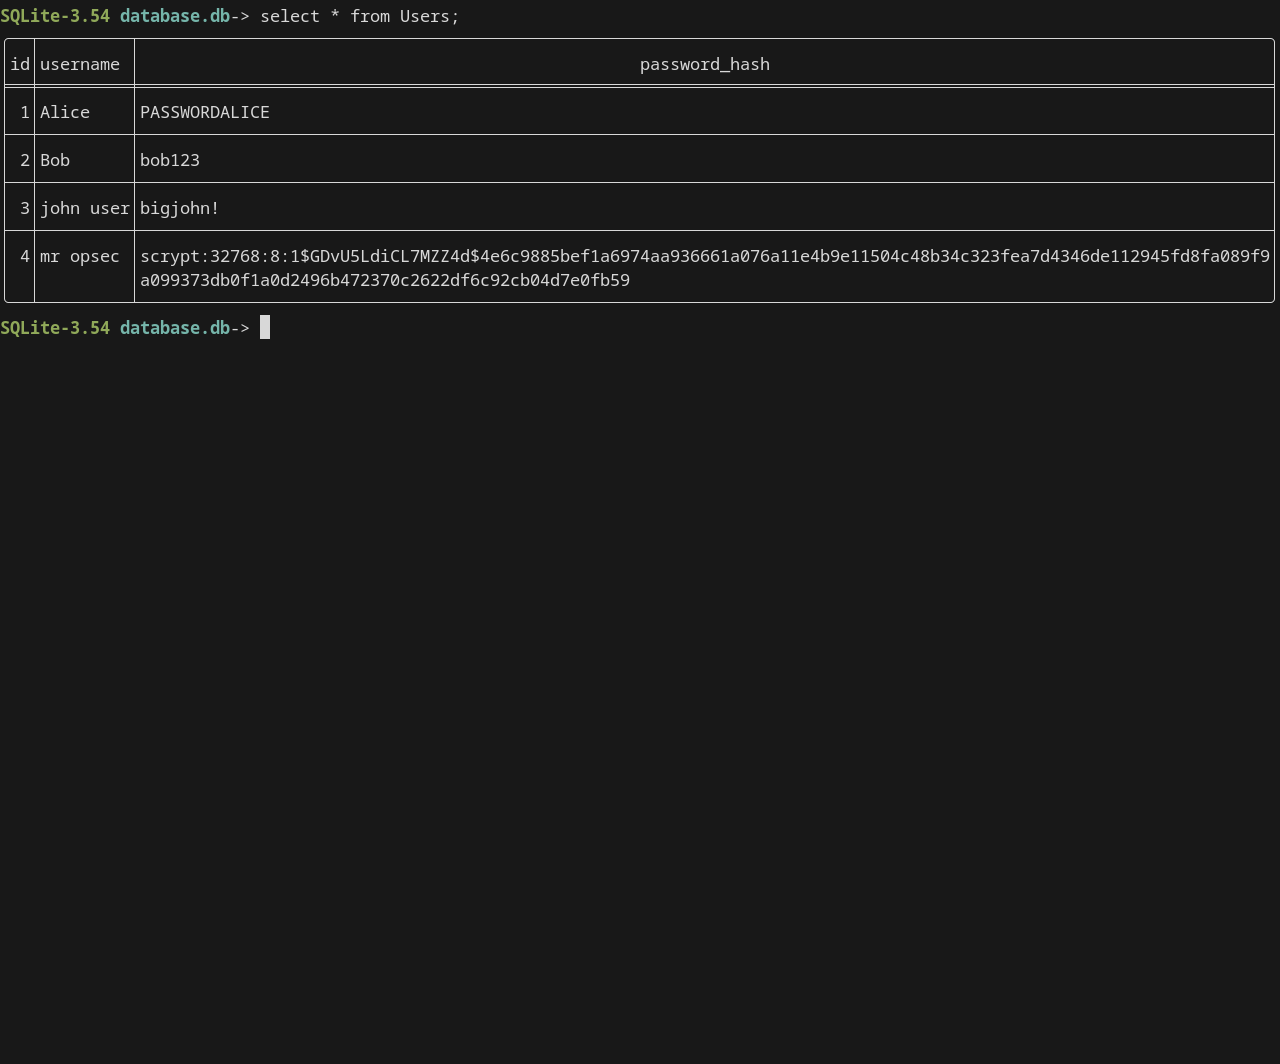 SQLite-3.54 database.db-> select * from Users;
id username password_hash
1 Alice PASSWORDALICE
2 Bob bob123
3 john user bigjohn!
4 mr opsec scrypt:32768:8:1$GDvU5LdiCL7MZZ4d$4e6c9885bef1a6974aa936661a076a11e4b9e11504c48b34c323fea7d4346de112945fd8fa089f9
a099373db0f1a0d2496b472370c2622df6c92cb04d7e0fb59
SQLite-3.54 database.db->